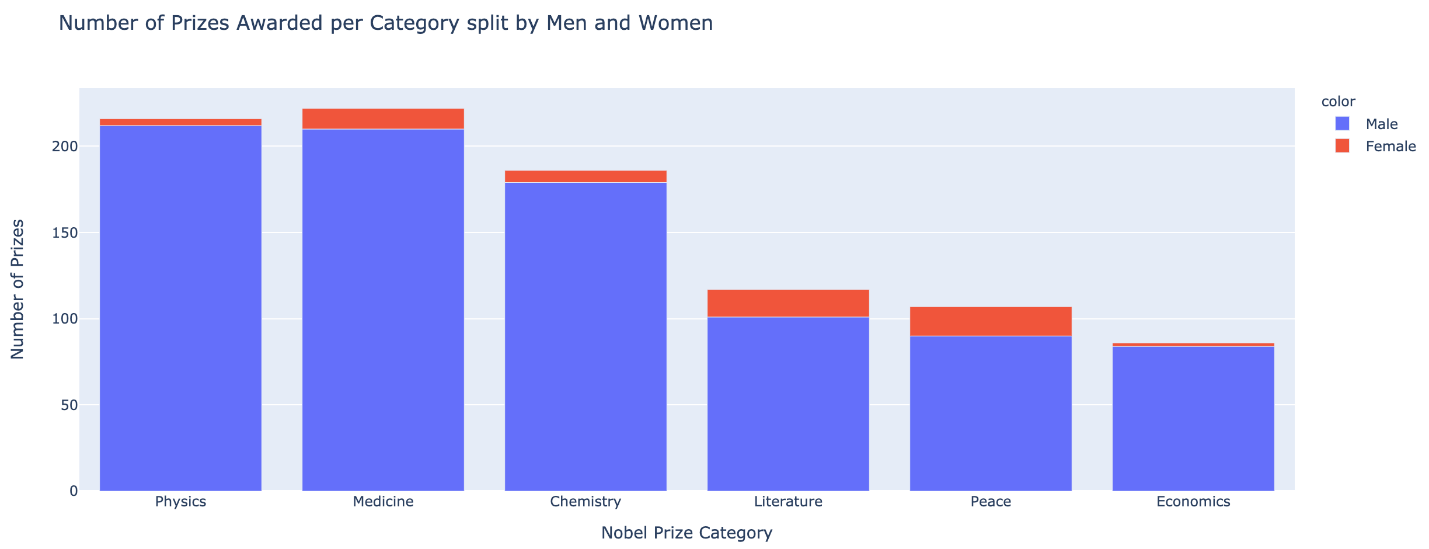 Number of Prizes Awarded per Category split by Men and Women
color
Male
Female
Number of Prizes
200
150
100
50
0
Physics
Medicine
Chemistry
Literature
Peace
Economics
Nobel Prize Category